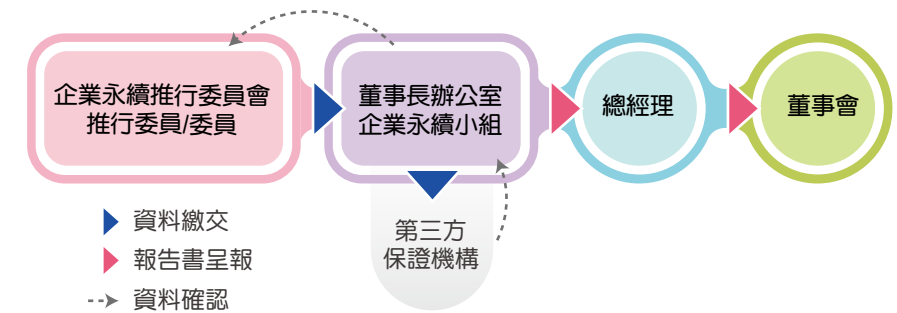 企業永續推行委員會
推行委員/委員
董事長辦公室
企業永續小組
總經理
董事會
第三方
保證機構
資料繳交
報告書呈報
資料確認